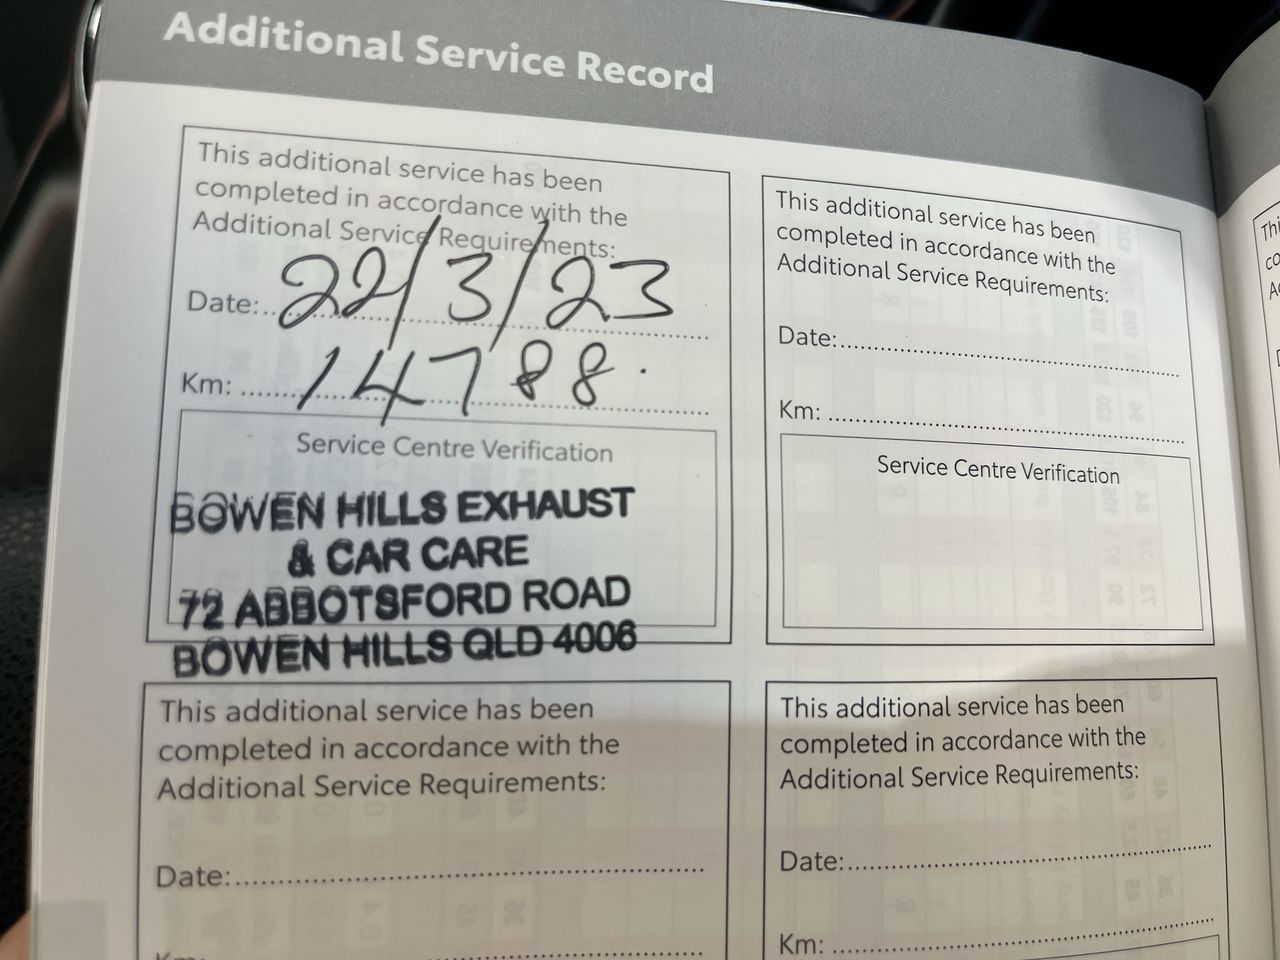 Additional Service Record
This additional service has been
completed in accordance with the
Additional Service Requirements:
Date: 22/3/23
Km: 14788.
Service Centre Verification
BOWEN HILLS EXHAUST
& CAR CARE
72 ABBOTSFORD ROAD
BOWEN HILLS QLD 4006
This additional service has been
completed in accordance with the
Additional Service Requirements:
Date:
Km:
Service Centre Verification
This additional service has been
completed in accordance with the
Additional Service Requirements:
Date:
Km:
This additional service has been
completed in accordance with the
Additional Service Requirements:
Date:
Km: